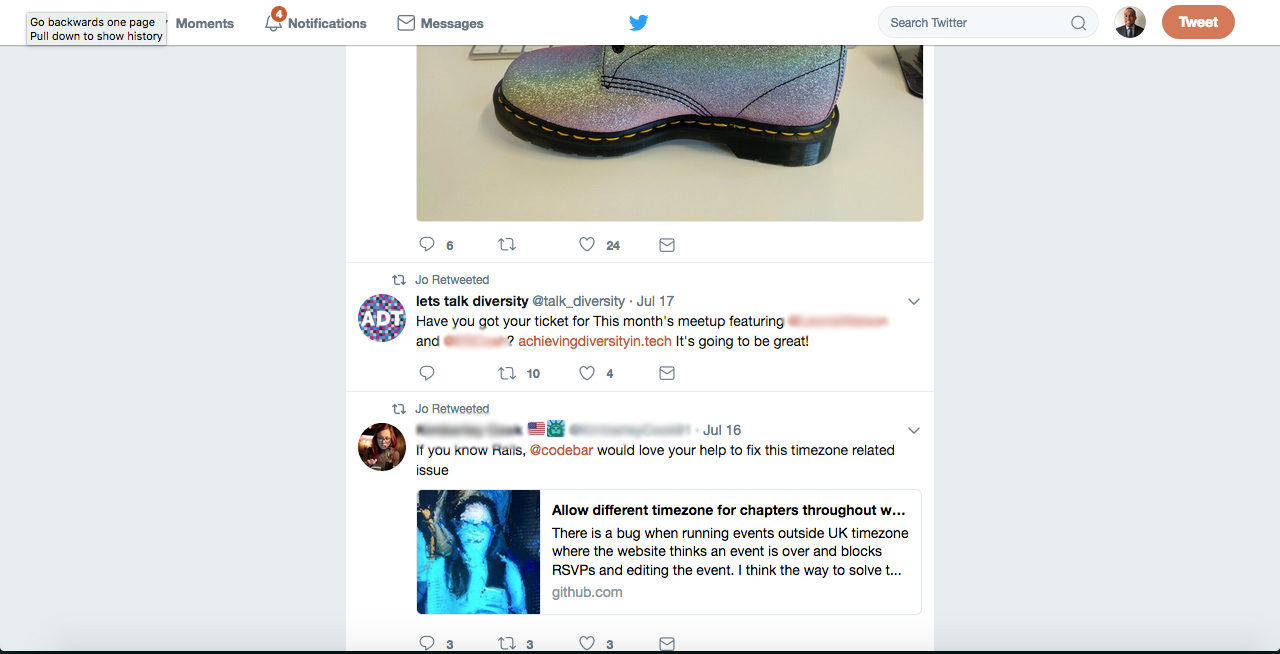 Go backwards one page
Pull down to show history
Moments
4
Notifications
Messages
Search Twitter
Tweet
6
24
Jo Retweeted
ADT
lets talk diversity @talk_diversity · Jul 17
Have you got your ticket for This month's meetup featuring
and ? achievingdiversityin.tech It's going to be great!
10
4
Jo Retweeted
· Jul 16
If you know Rails, @codebar would love your help to fix this timezone related
issue
Allow different timezone for chapters throughout w...
There is a bug when running events outside UK timezone
where the website thinks an event is over and blocks
RSVPs and editing the event. I think the way to solve t...
github.com
3
3
3